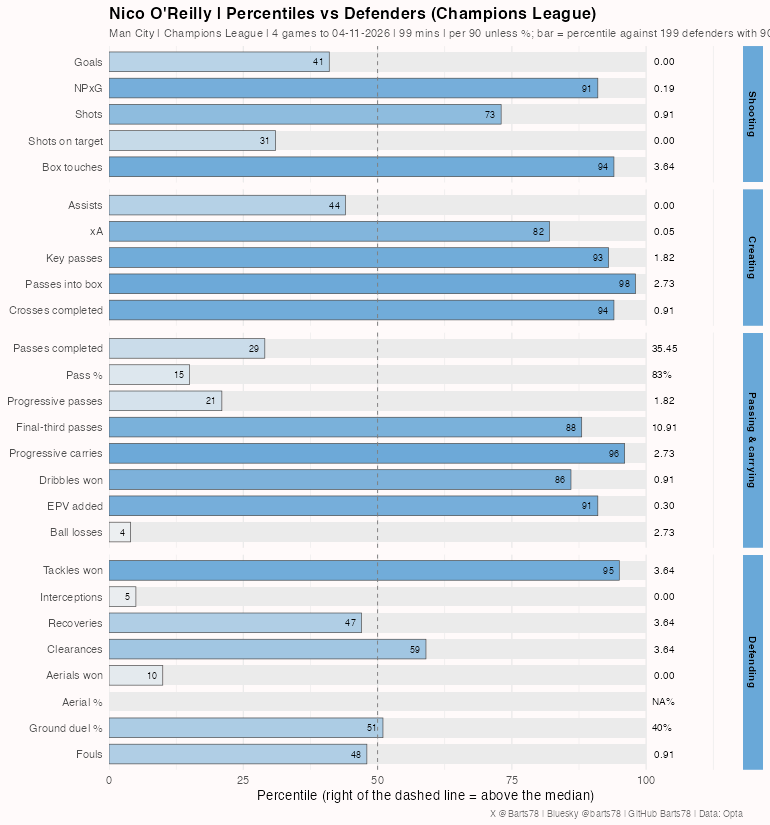 Nico O'Reilly | Percentiles vs Defenders (Champions League)
Man City | Champions League | 4 games to 04-11-2026 | 99 mins | per 90 unless %; bar = percentile against 199 defenders with 90
Goals 41 0.00
NPxG 91 0.19
Shots 73 0.91
Shots on target 31 0.00
Box touches 94 3.64
Shooting
Assists 44 0.00
xA 82 0.05
Key passes 93 1.82
Passes into box 98 2.73
Crosses completed 94 0.91
Creating
Passes completed 29 35.45
Pass % 15 83%
Progressive passes 21 1.82
Final-third passes 88 10.91
Progressive carries 96 2.73
Dribbles won 86 0.91
EPV added 91 0.30
Ball losses 4 2.73
Passing & carrying
Tackles won 95 3.64
Interceptions 5 0.00
Recoveries 47 3.64
Clearances 59 3.64
Aerials won 10 0.00
Aerial % NA%
Ground duel % 51 40%
Fouls 48 0.91
Defending
0 25 50 75 100
Percentile (right of the dashed line = above the median)
X @Barts78 | Bluesky @barts78 | GitHub Barts78 | Data: Opta